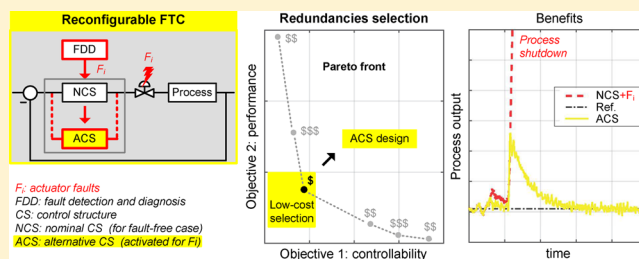 Reconfigurable FTC
FDD
Fi
Fi
NCS
Process
ACS
Fi: actuator faults
FDD: fault detection and diagnosis
CS: control structure
NCS: nominal CS (for fault-free case)
ACS: alternative CS (activated for Fi)
Redundancies selection
$$
Pareto front
$$$
ACS design
$
Low-cost
selection
$$
$$$
$$
Objective 2: performance
Objective 1: controllability
Benefits
Process
shutdown
NCS+Fi
Ref.
ACS
Process output
time